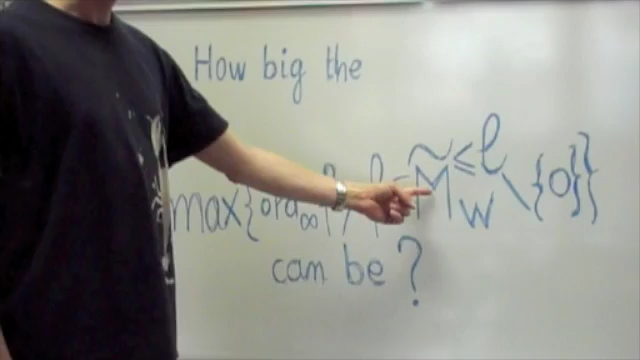 How big the
max{ord∞ f | f ∈ M̃ ≤ℓ W \ {0}}
can be?